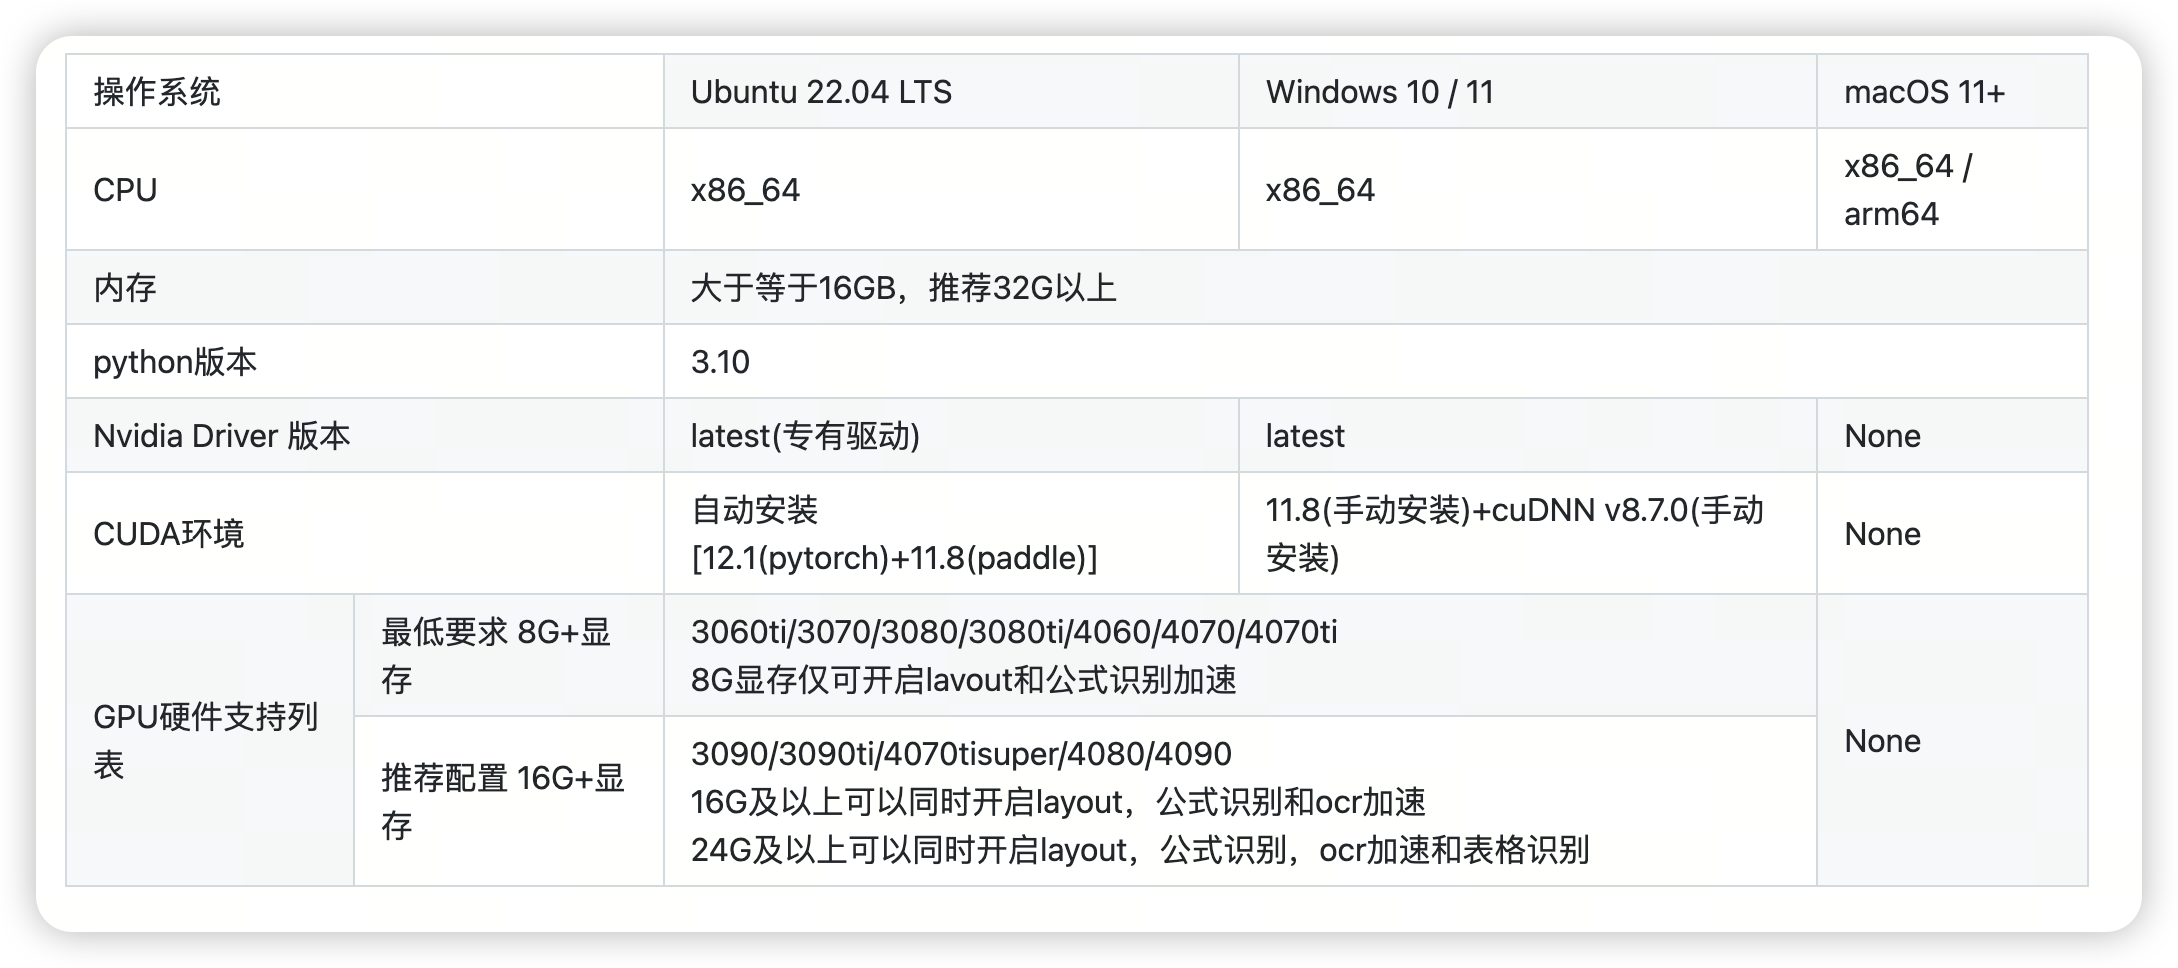 操作系统 Ubuntu 22.04 LTS Windows 10 / 11 macOS 11+
CPU x86_64 x86_64 x86_64 /
arm64
内存 大于等于16GB，推荐32G以上
python版本 3.10
Nvidia Driver 版本 latest(专有驱动) latest None
CUDA环境 自动安装
[12.1(pytorch)+11.8(paddle)]
11.8(手动安装)+cuDNN v8.7.0(手动
安装)
None
GPU硬件支持列
表
最低要求 8G+显
存
3060ti/3070/3080/3080ti/4060/4070/4070ti
8G显存仅可开启lavout和公式识别加速
None
推荐配置 16G+显
存
3090/3090ti/4070tisuper/4080/4090
16G及以上可以同时开启layout，公式识别和ocr加速
24G及以上可以同时开启layout，公式识别，ocr加速和表格识别